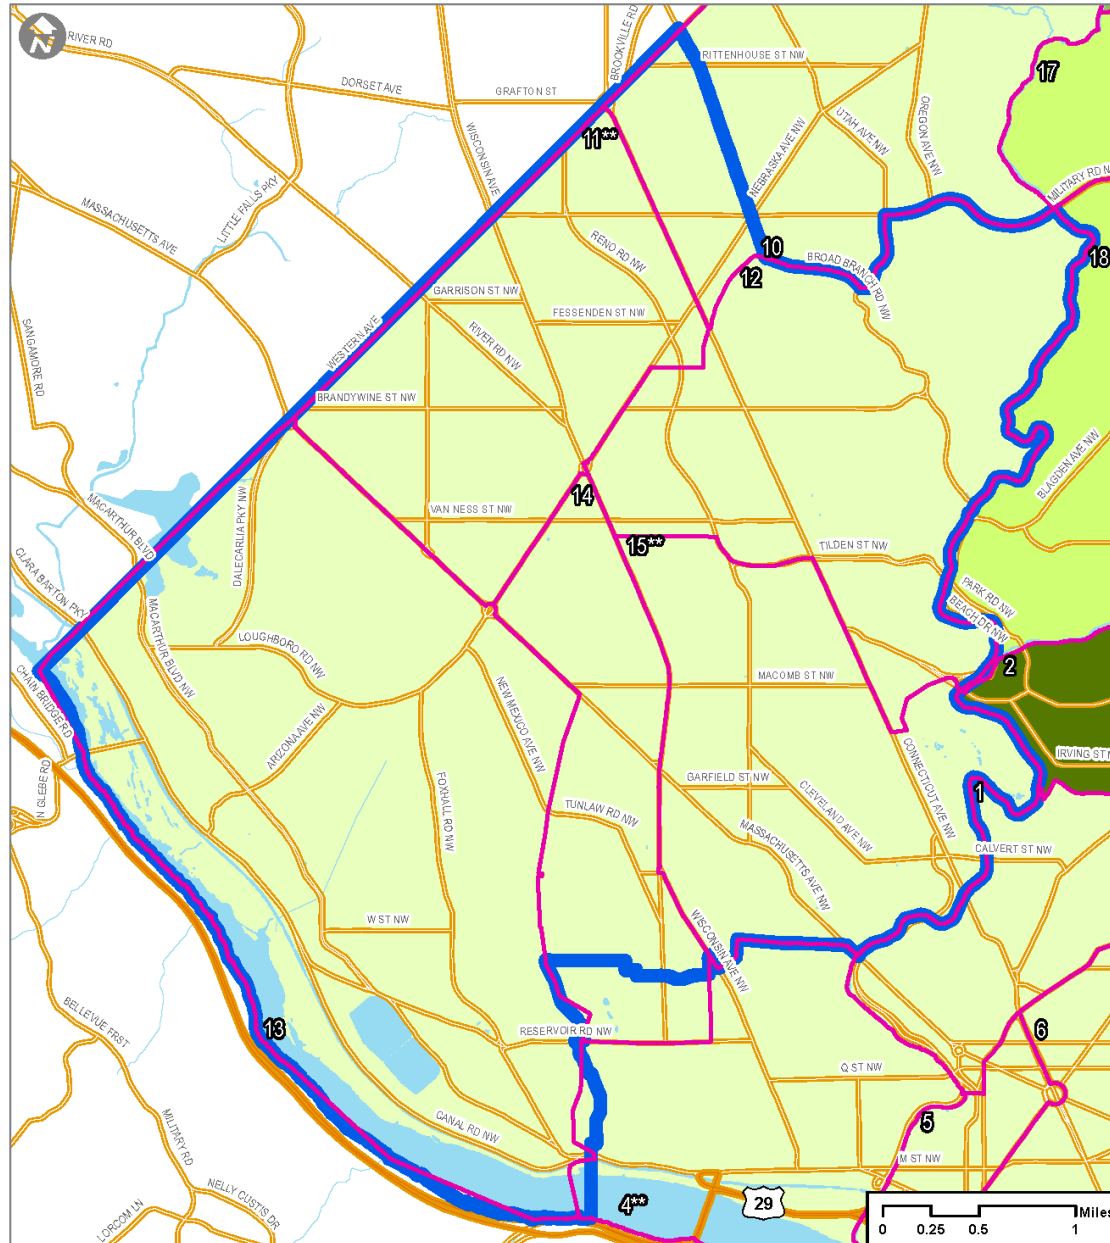 N
RIVER RD
DORSET AVE
GRAFTON ST
BROOKVILLE RD
RITTENHOUSE ST NW
17
WISCONSIN AVE
11**
NEBRASKA AVE NW
UTAH AVE NW
OREGON AVE NW
MILITARY RD N
MASSACHUSETTS AVE
LITTLE FALLS PKY
RENO RD NW
10
12
BROAD BRANCH RD NW
18
GARRISON ST NW
FESSENDEN ST NW
SANGAMORE RD
WESTERN AVE
RIVER RD NW
BRANDYWINE ST NW
BLAGDEN AVE NW
MACARTHUR BLVD
DALECARLIA PKY NW
VAN NESS ST NW
14
15**
TILDEN ST NW
CLARA BARTON PKY
MACARTHUR BLVD NW
LOUGHBORO RD NW
PARK RD NW
BEACH DR NW
2
CHAIN BRIDGE RD
NEW MEXICO AVE NW
MACOMB ST NW
ARIZONA AVE NW
N GLEBE RD
FOXHALL RD NW
GARFIELD ST NW
CLEVELAND AVE NW
CONNECTICUT AVE NW
IRVING ST N
1
TUNLAW RD NW
MASSACHUSETTS AVE NW
CALVERT ST NW
W ST NW
WISCONSIN AVE NW
BELLEVUE FRST
13
RESERVOIR RD NW
6
Q ST NW
MILITARY RD
CANAL RD NW
5
M ST NW
NELLY CUSTIS DR
LORCOM LN
4**
29
Miles
0 0.25 0.5 1